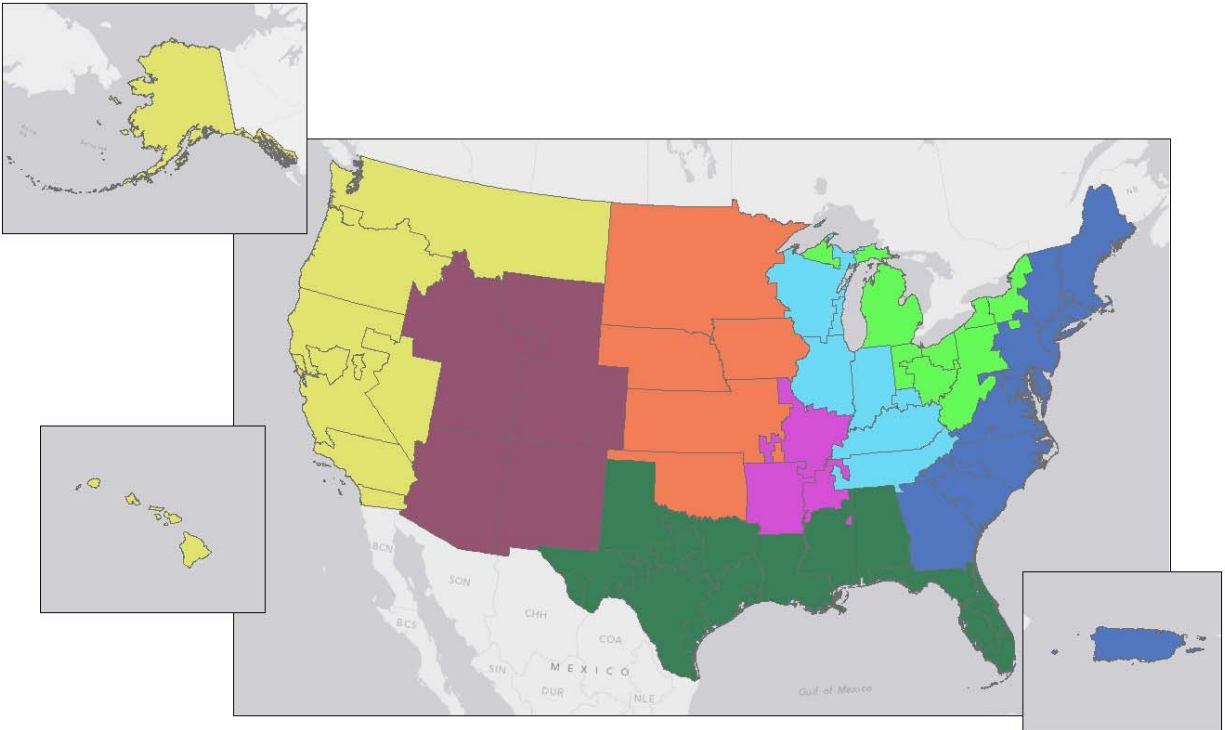 NB
BCN
SON
CHH
BCS
COA
SIN
MEXICO
DUR
NLE
Gulf of Mexico